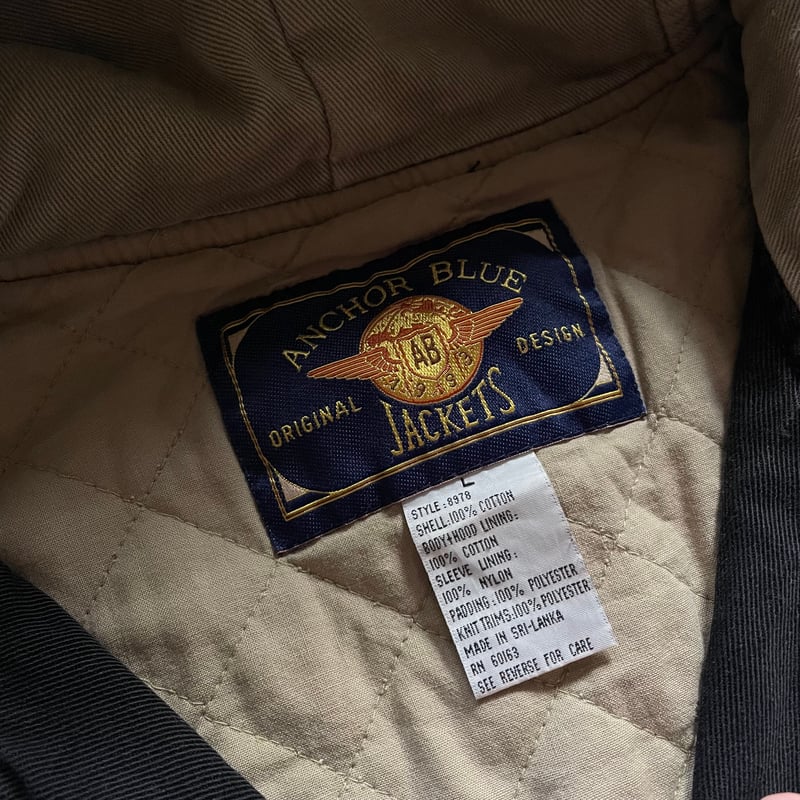 ANCHOR BLUE
AB
1993
ORIGINAL
DESIGN
JACKETS
L
STYLE:8978
SHELL:100% COTTON
BODY+HOOD LINING:
100% COTTON
SLEEVE LINING:
100% NYLON
PADDING:100% POLYESTER
KNIT TRIMS:100% POLYESTER
MADE IN SRI-LANKA
RN 60163
SEE REVERSE FOR CARE